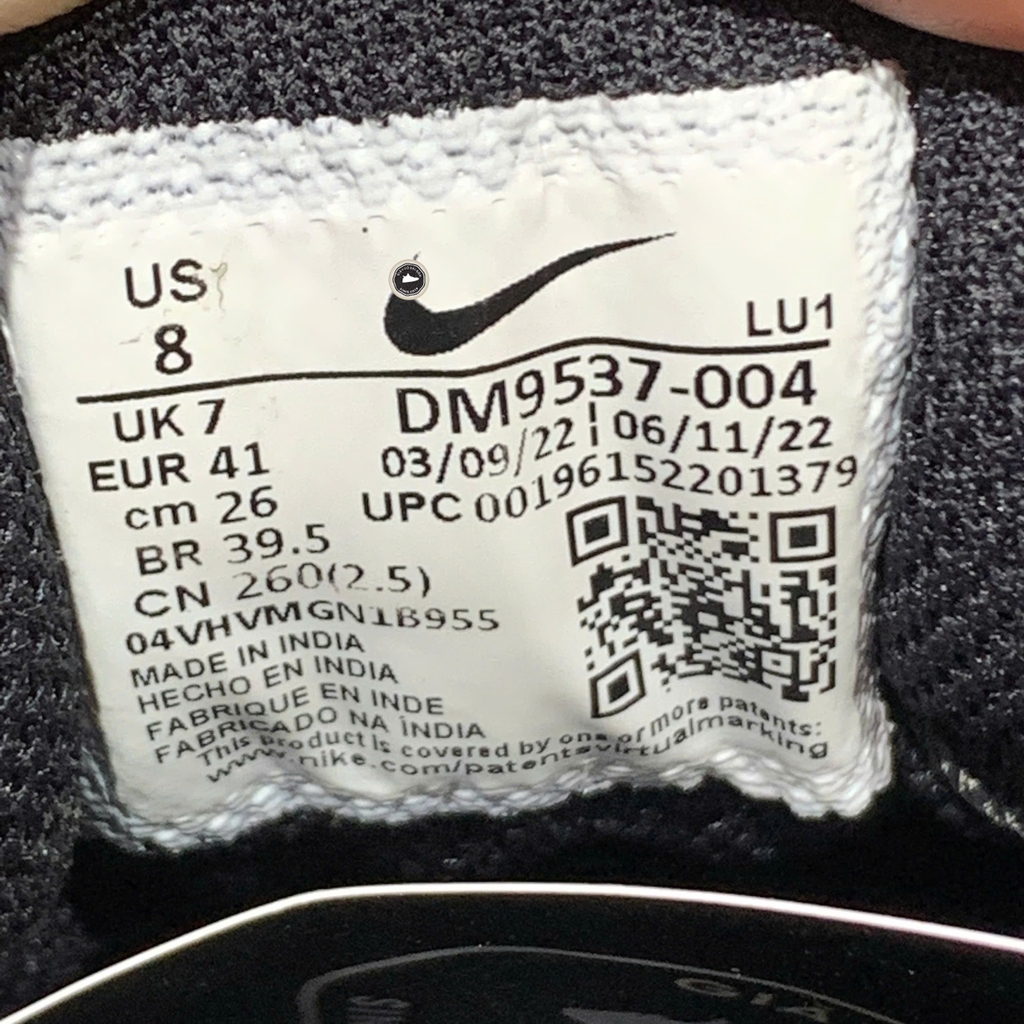 US
8
LU1
UK 7
EUR 41
cm 26
BR 39.5
CN 260(2.5)
DM9537-004
03/09/22 | 06/11/22
UPC 00196152201379
04VHVMGN1B955
MADE IN INDIA
HECHO EN INDIA
FABRIQUE EN INDE
FABRICADO NA ÍNDIA
This product is covered by one or more patents:
www.nike.com/patentsvirtualmarking